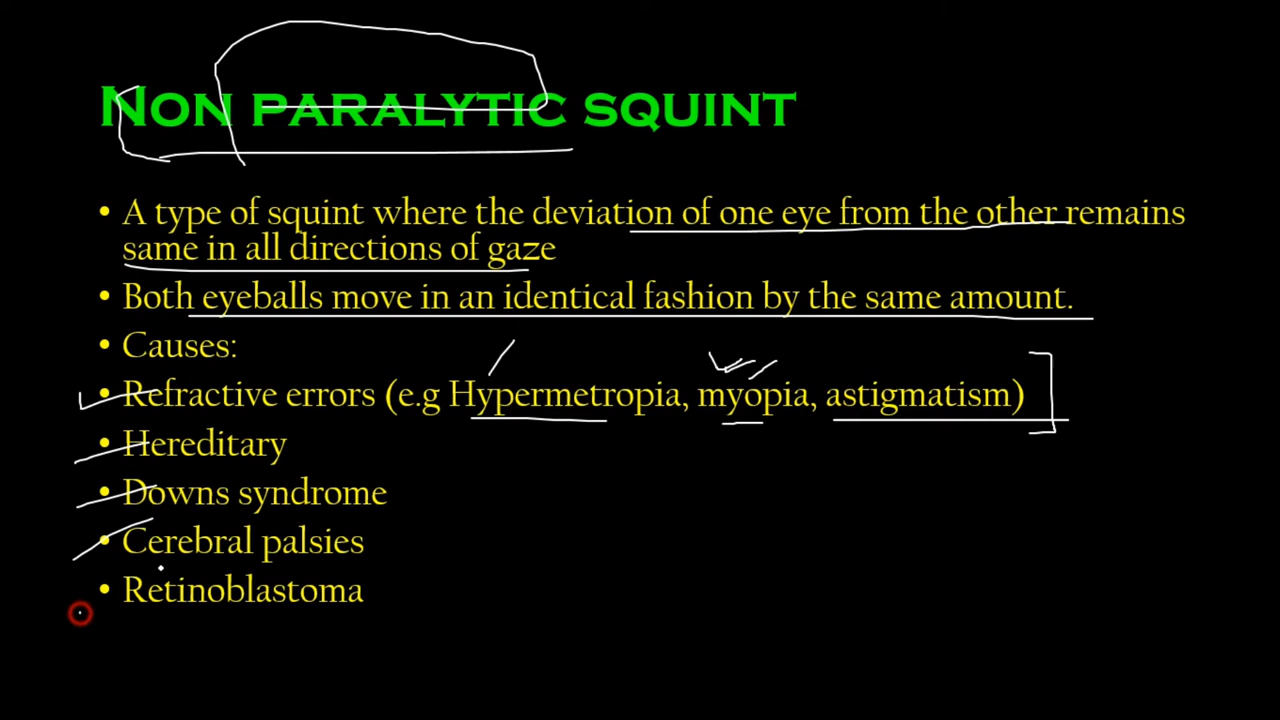 NON PARALYTIC SQUINT
• A type of squint where the deviation of one eye from the other remains
same in all directions of gaze
• Both eyeballs move in an identical fashion by the same amount.
• Causes:
• Refractive errors (e.g Hypermetropia, myopia, astigmatism)
• Hereditary
• Downs syndrome
• Cerebral palsies
• Retinoblastoma